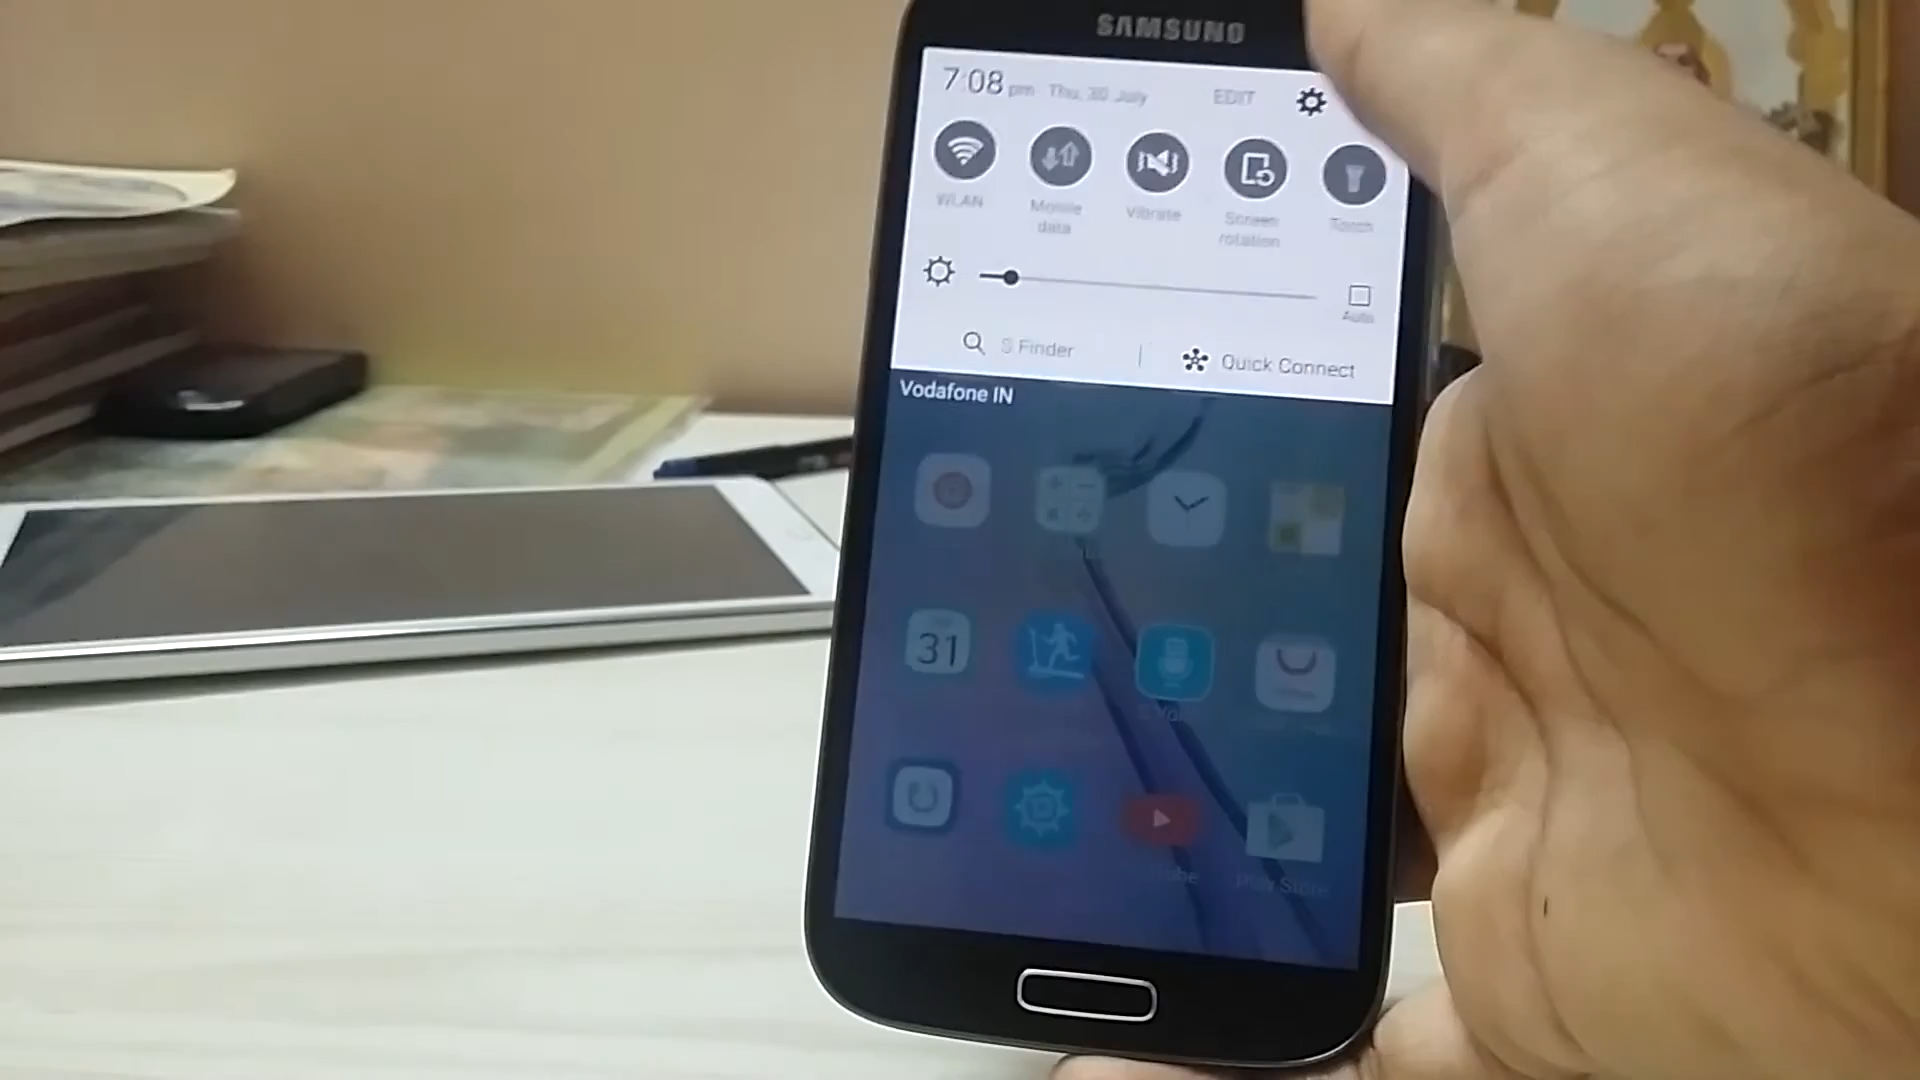 SAMSUNG
7:08 pm Thu, 30 July EDIT
WLAN Mobile data Vibrate Screen rotation Torch
Auto
S Finder Quick Connect
Vodafone IN
31
Play Store